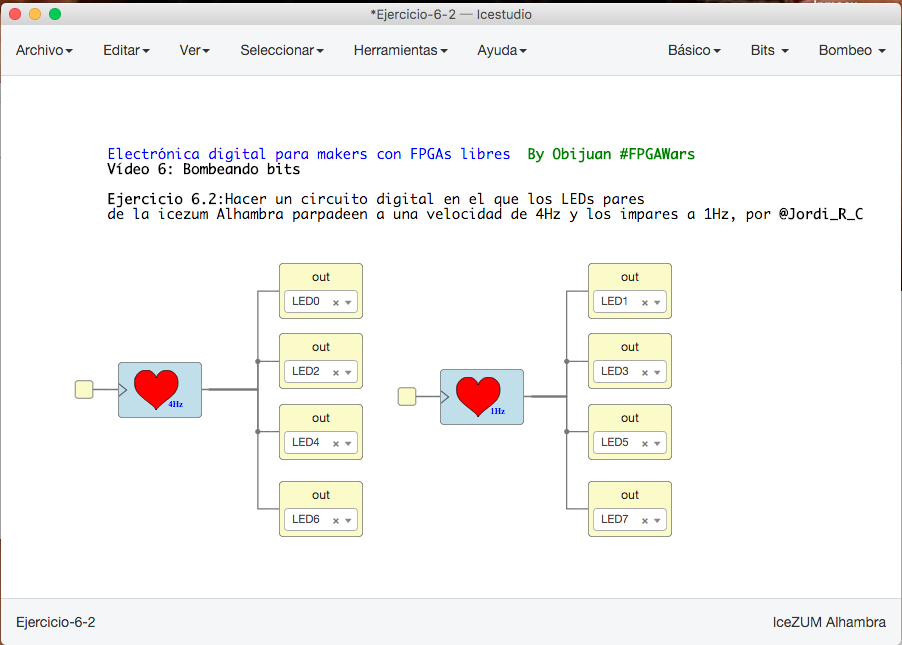 *Ejercicio-6-2 — Icestudio
Archivo Editar Ver Seleccionar Herramientas Ayuda Básico Bits Bombeo
Electrónica digital para makers con FPGAs libres By Obijuan #FPGAWars
Vídeo 6: Bombeando bits
Ejercicio 6.2:Hacer un circuito digital en el que los LEDs pares
de la icezum Alhambra parpadeen a una velocidad de 4Hz y los impares a 1Hz, por @Jordi_R_C
out
LED0
out
LED2
4Hz
out
LED4
out
LED6
out
LED1
out
LED3
1Hz
out
LED5
out
LED7
Ejercicio-6-2
IceZUM Alhambra